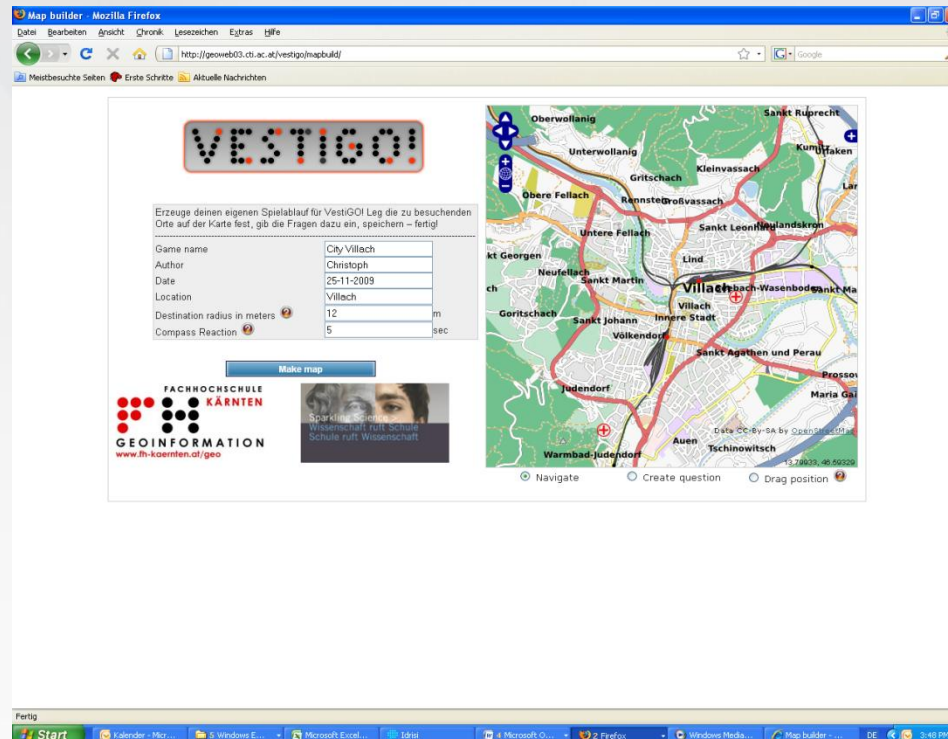 Map builder - Mozilla Firefox
Datei Bearbeiten Ansicht Chronik Lesezeichen Extras Hilfe
http://geoweb03.cti.ac.at/vestigo/mapbuild/
Google
Meistbesuchte Seiten Erste Schritte Aktuelle Nachrichten
VESTIGO!
Erzeuge deinen eigenen Spielablauf für VestiGO! Leg die zu besuchenden
Orte auf der Karte fest, gib die Fragen dazu ein, speichern – fertig!
Game name City Villach
Author Christoph
Date 25-11-2009
Location Villach
Destination radius in meters 12 m
Compass Reaction 5 sec
Make map
FACHHOCHSCHULE
FH KÄRNTEN
GEOINFORMATION
www.fh-kaernten.at/geo
Sparkling Science >
Wissenschaft ruft Schule
Schule ruft Wissenschaft
Oberwollanig
Sankt Ruprecht
Unterwollanig
Kumitz
Gritschach
Kleinvassach
Obere Fellach
Rennstein
Großvassach
Untere Fellach
Sankt Leonhard
kt Georgen
Lind
Neufellach
Sankt Martin
ch
Villach
Villach
Innere Stadt
Goritschach
Sankt Johann
Völkendorf
Sankt Agathen und Perau
Judendorf
Maria Gai
Auen
Data CC-By-SA by OpenStreetMap
Tschinowitsch
Warmbad-Judendorf
13.79933, 46.69329
Navigate Create question Drag position
Fertig
Start Kalender - Micr... 5 Windows E... Microsoft Excel... Idrisi 4 Microsoft O... 2 Firefox Windows Media... Map builder - ... DE 3:48 PM